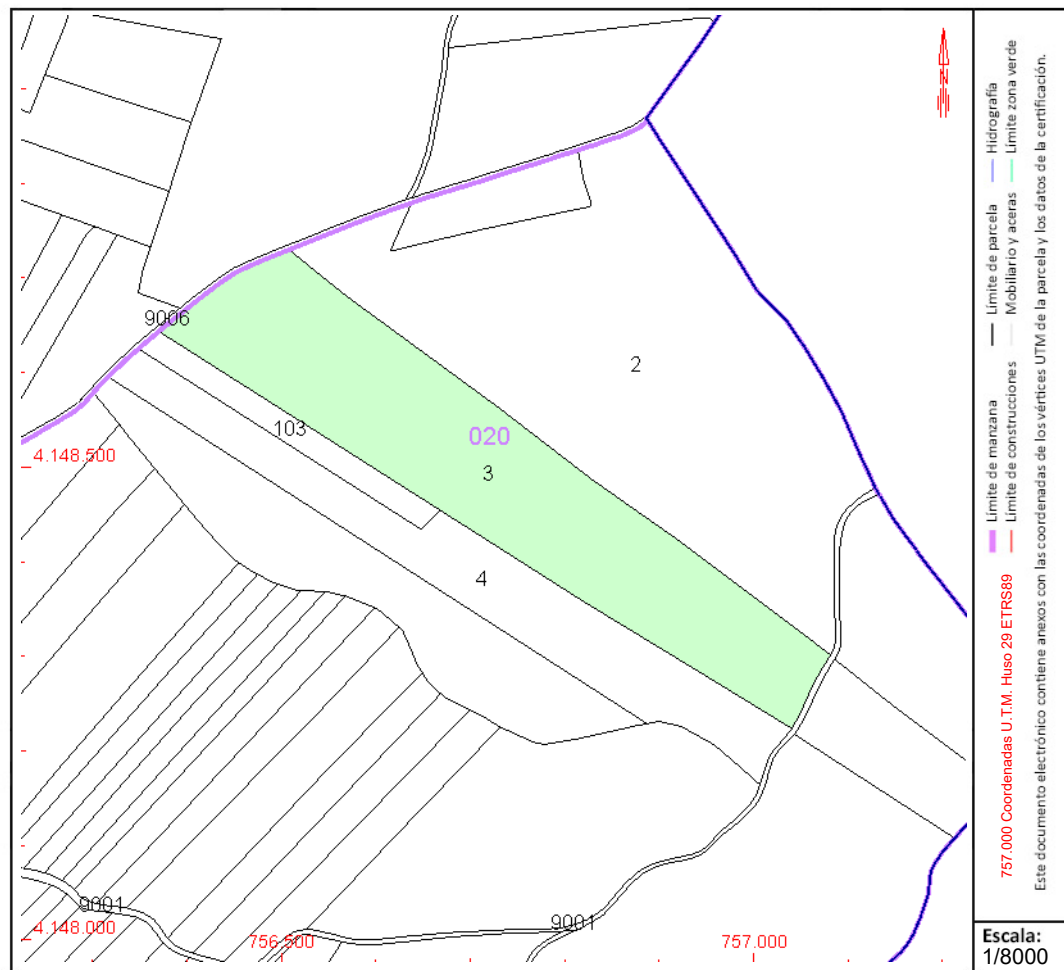 N
9006
2
103
020
3
4.148.500
4
9001
9001
4.148.000
756.500
757.000
Límite de manzana
Límite de parcela
Hidrografía
Límite de construcciones
Mobiliario y aceras
Límite zona verde
757.000 Coordenadas U.T.M. Huso 29 ETRS89
Este documento electrónico contiene anexos con las coordenadas de los vértices UTM de la parcela y los datos de la certificación.
Escala:
1/8000